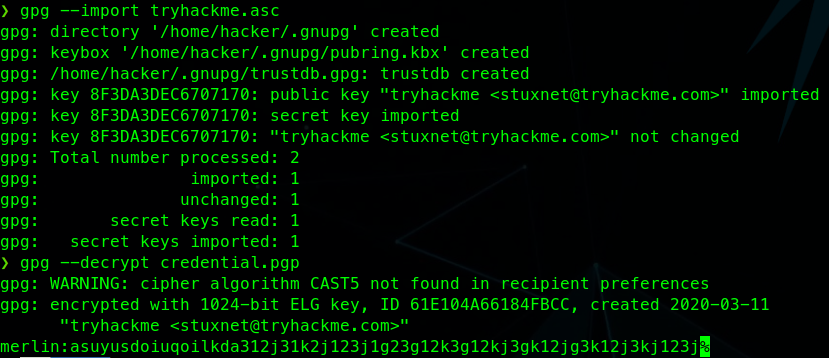 ❯ gpg --import tryhackme.asc
gpg: directory '/home/hacker/.gnupg' created
gpg: keybox '/home/hacker/.gnupg/pubring.kbx' created
gpg: /home/hacker/.gnupg/trustdb.gpg: trustdb created
gpg: key 8F3DA3DEC6707170: public key "tryhackme <stuxnet@tryhackme.com>" imported
gpg: key 8F3DA3DEC6707170: secret key imported
gpg: key 8F3DA3DEC6707170: "tryhackme <stuxnet@tryhackme.com>" not changed
gpg: Total number processed: 2
gpg:               imported: 1
gpg:              unchanged: 1
gpg:       secret keys read: 1
gpg:   secret keys imported: 1
❯ gpg --decrypt credential.pgp
gpg: WARNING: cipher algorithm CAST5 not found in recipient preferences
gpg: encrypted with 1024-bit ELG key, ID 61E104A66184FBCC, created 2020-03-11
      "tryhackme <stuxnet@tryhackme.com>"
merlin:asuyusdoiuqoilkda312j31k2j123j1g23g12k3g12kj3gk12jg3k12j3kj123j%